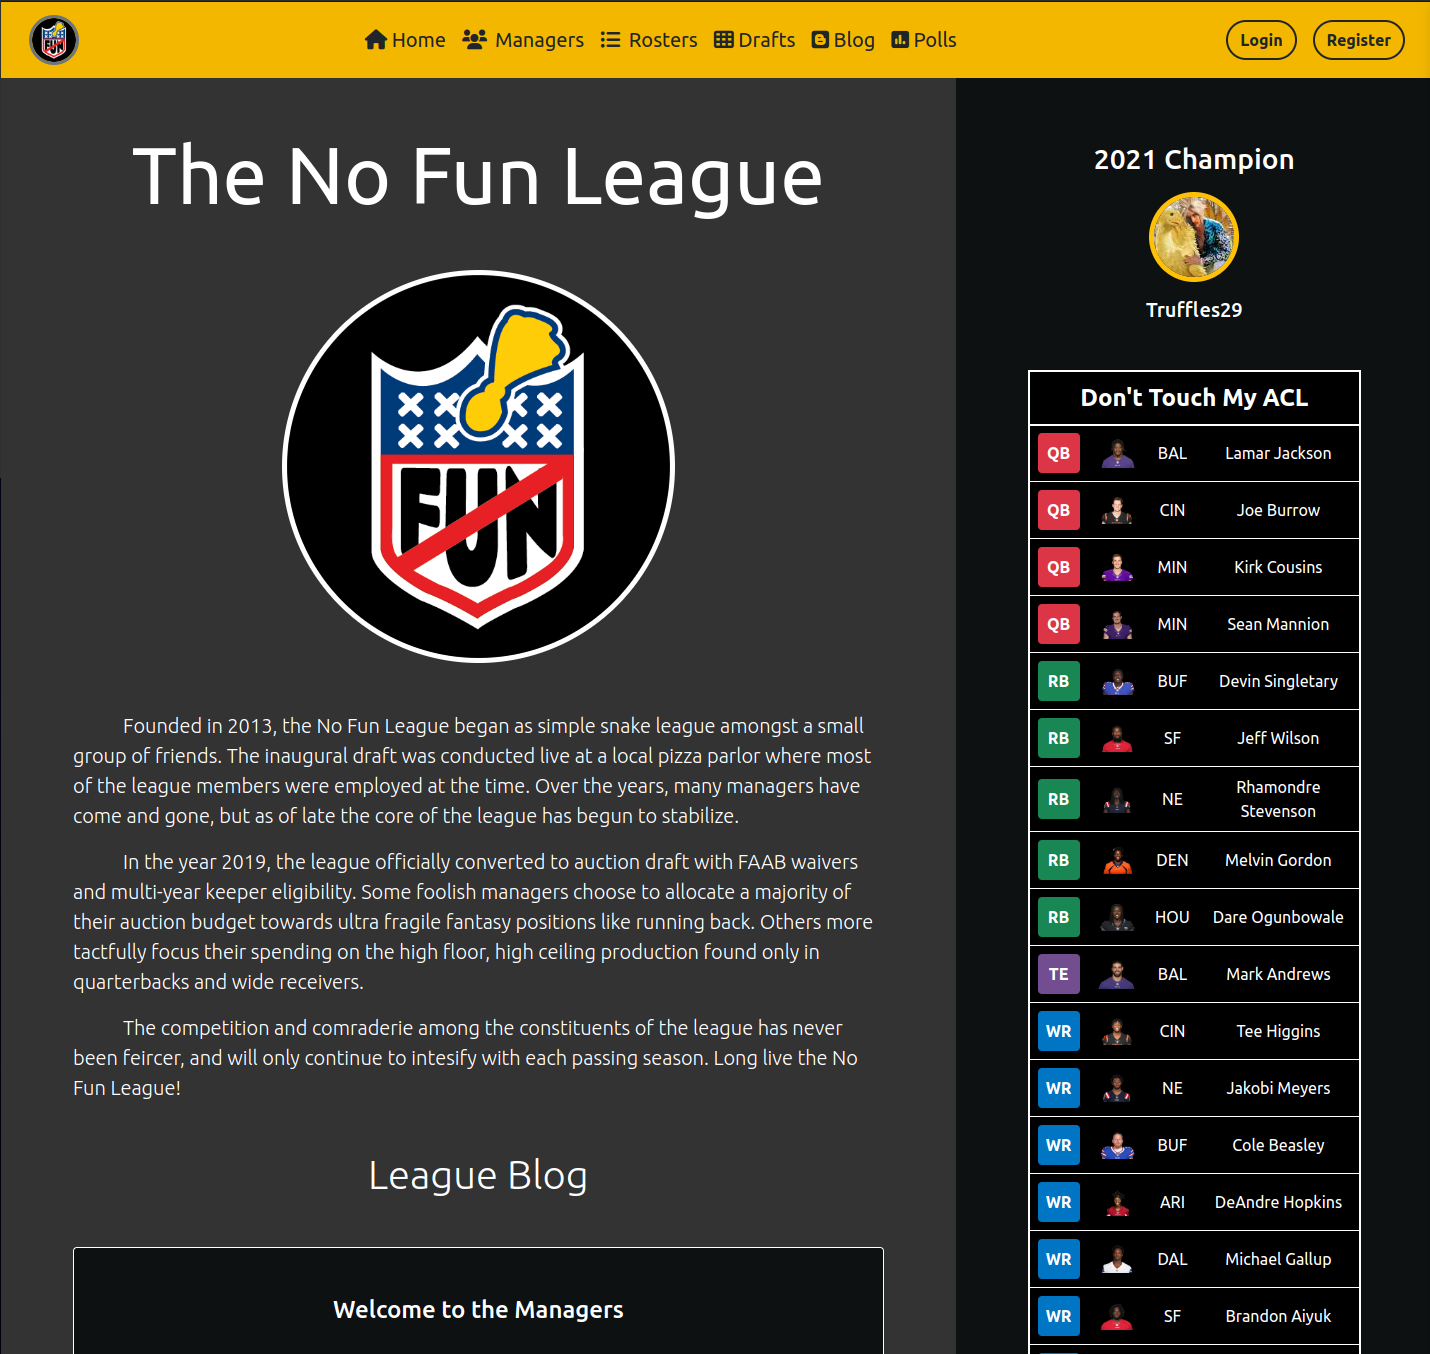 Home Managers Rosters Drafts Blog Polls Login Register
The No Fun League
FUN
Founded in 2013, the No Fun League began as simple snake league amongst a small
group of friends. The inaugural draft was conducted live at a local pizza parlor where most
of the league members were employed at the time. Over the years, many managers have
come and gone, but as of late the core of the league has begun to stabilize.
In the year 2019, the league officially converted to auction draft with FAAB waivers
and multi-year keeper eligibility. Some foolish managers choose to allocate a majority of
their auction budget towards ultra fragile fantasy positions like running back. Others more
tactfully focus their spending on the high floor, high ceiling production found only in
quarterbacks and wide receivers.
The competition and comraderie among the constituents of the league has never
been feircer, and will only continue to intesify with each passing season. Long live the No
Fun League!
League Blog
Welcome to the Managers
2021 Champion
Truffles29
Don't Touch My ACL
QB BAL Lamar Jackson
QB CIN Joe Burrow
QB MIN Kirk Cousins
QB MIN Sean Mannion
RB BUF Devin Singletary
RB SF Jeff Wilson
RB NE Rhamondre
Stevenson
RB DEN Melvin Gordon
RB HOU Dare Ogunbowale
TE BAL Mark Andrews
WR CIN Tee Higgins
WR NE Jakobi Meyers
WR BUF Cole Beasley
WR ARI DeAndre Hopkins
WR DAL Michael Gallup
WR SF Brandon Aiyuk